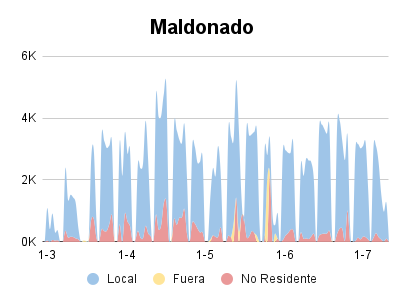 Maldonado
6K
4K
2K
0K
1-3 1-4 1-5 1-6 1-7
Local Fuera No Residente